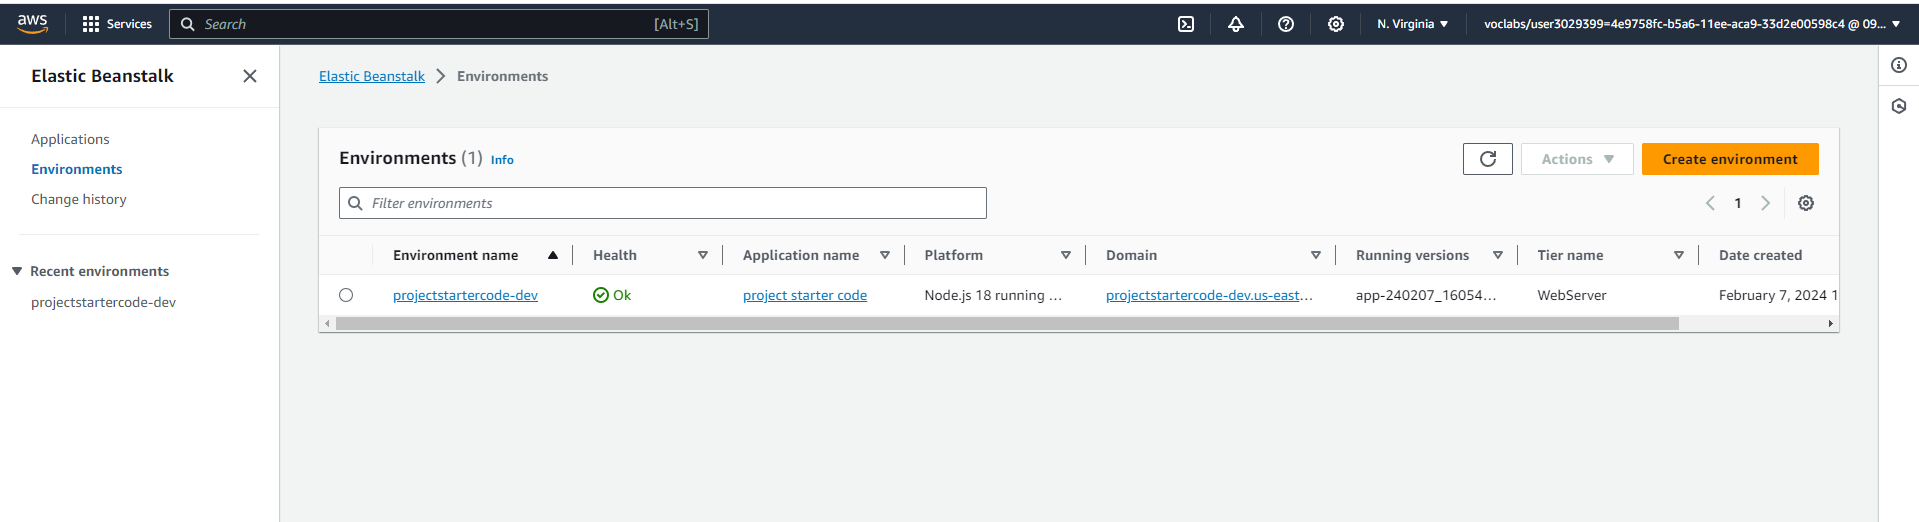 aws
Services
Search
[Alt+S]
N. Virginia
voclabs/user3029399=4e9758fc-b5a6-11ee-aca9-33d2e00598c4 @ 09...
Elastic Beanstalk
Applications
Environments
Change history
Recent environments
projectstartercode-dev
Elastic Beanstalk > Environments
Environments (1) Info
Actions
Create environment
Filter environments
1
Environment name Health Application name Platform Domain Running versions Tier name Date created
projectstartercode-dev Ok project starter code Node.js 18 running ... projectstartercode-dev.us-east... app-240207_16054... WebServer February 7, 2024 1